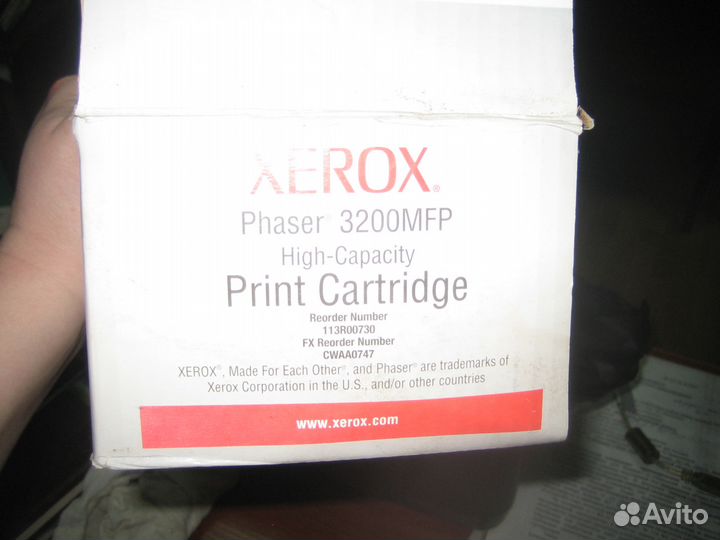 XEROX®
Phaser® 3200MFP
High-Capacity
Print Cartridge
Reorder Number
113R00730
FX Reorder Number
CWAA0747
XEROX®, Made For Each Other®, and Phaser® are trademarks of
Xerox Corporation in the U.S., and/or other countries
www.xerox.com
Avito